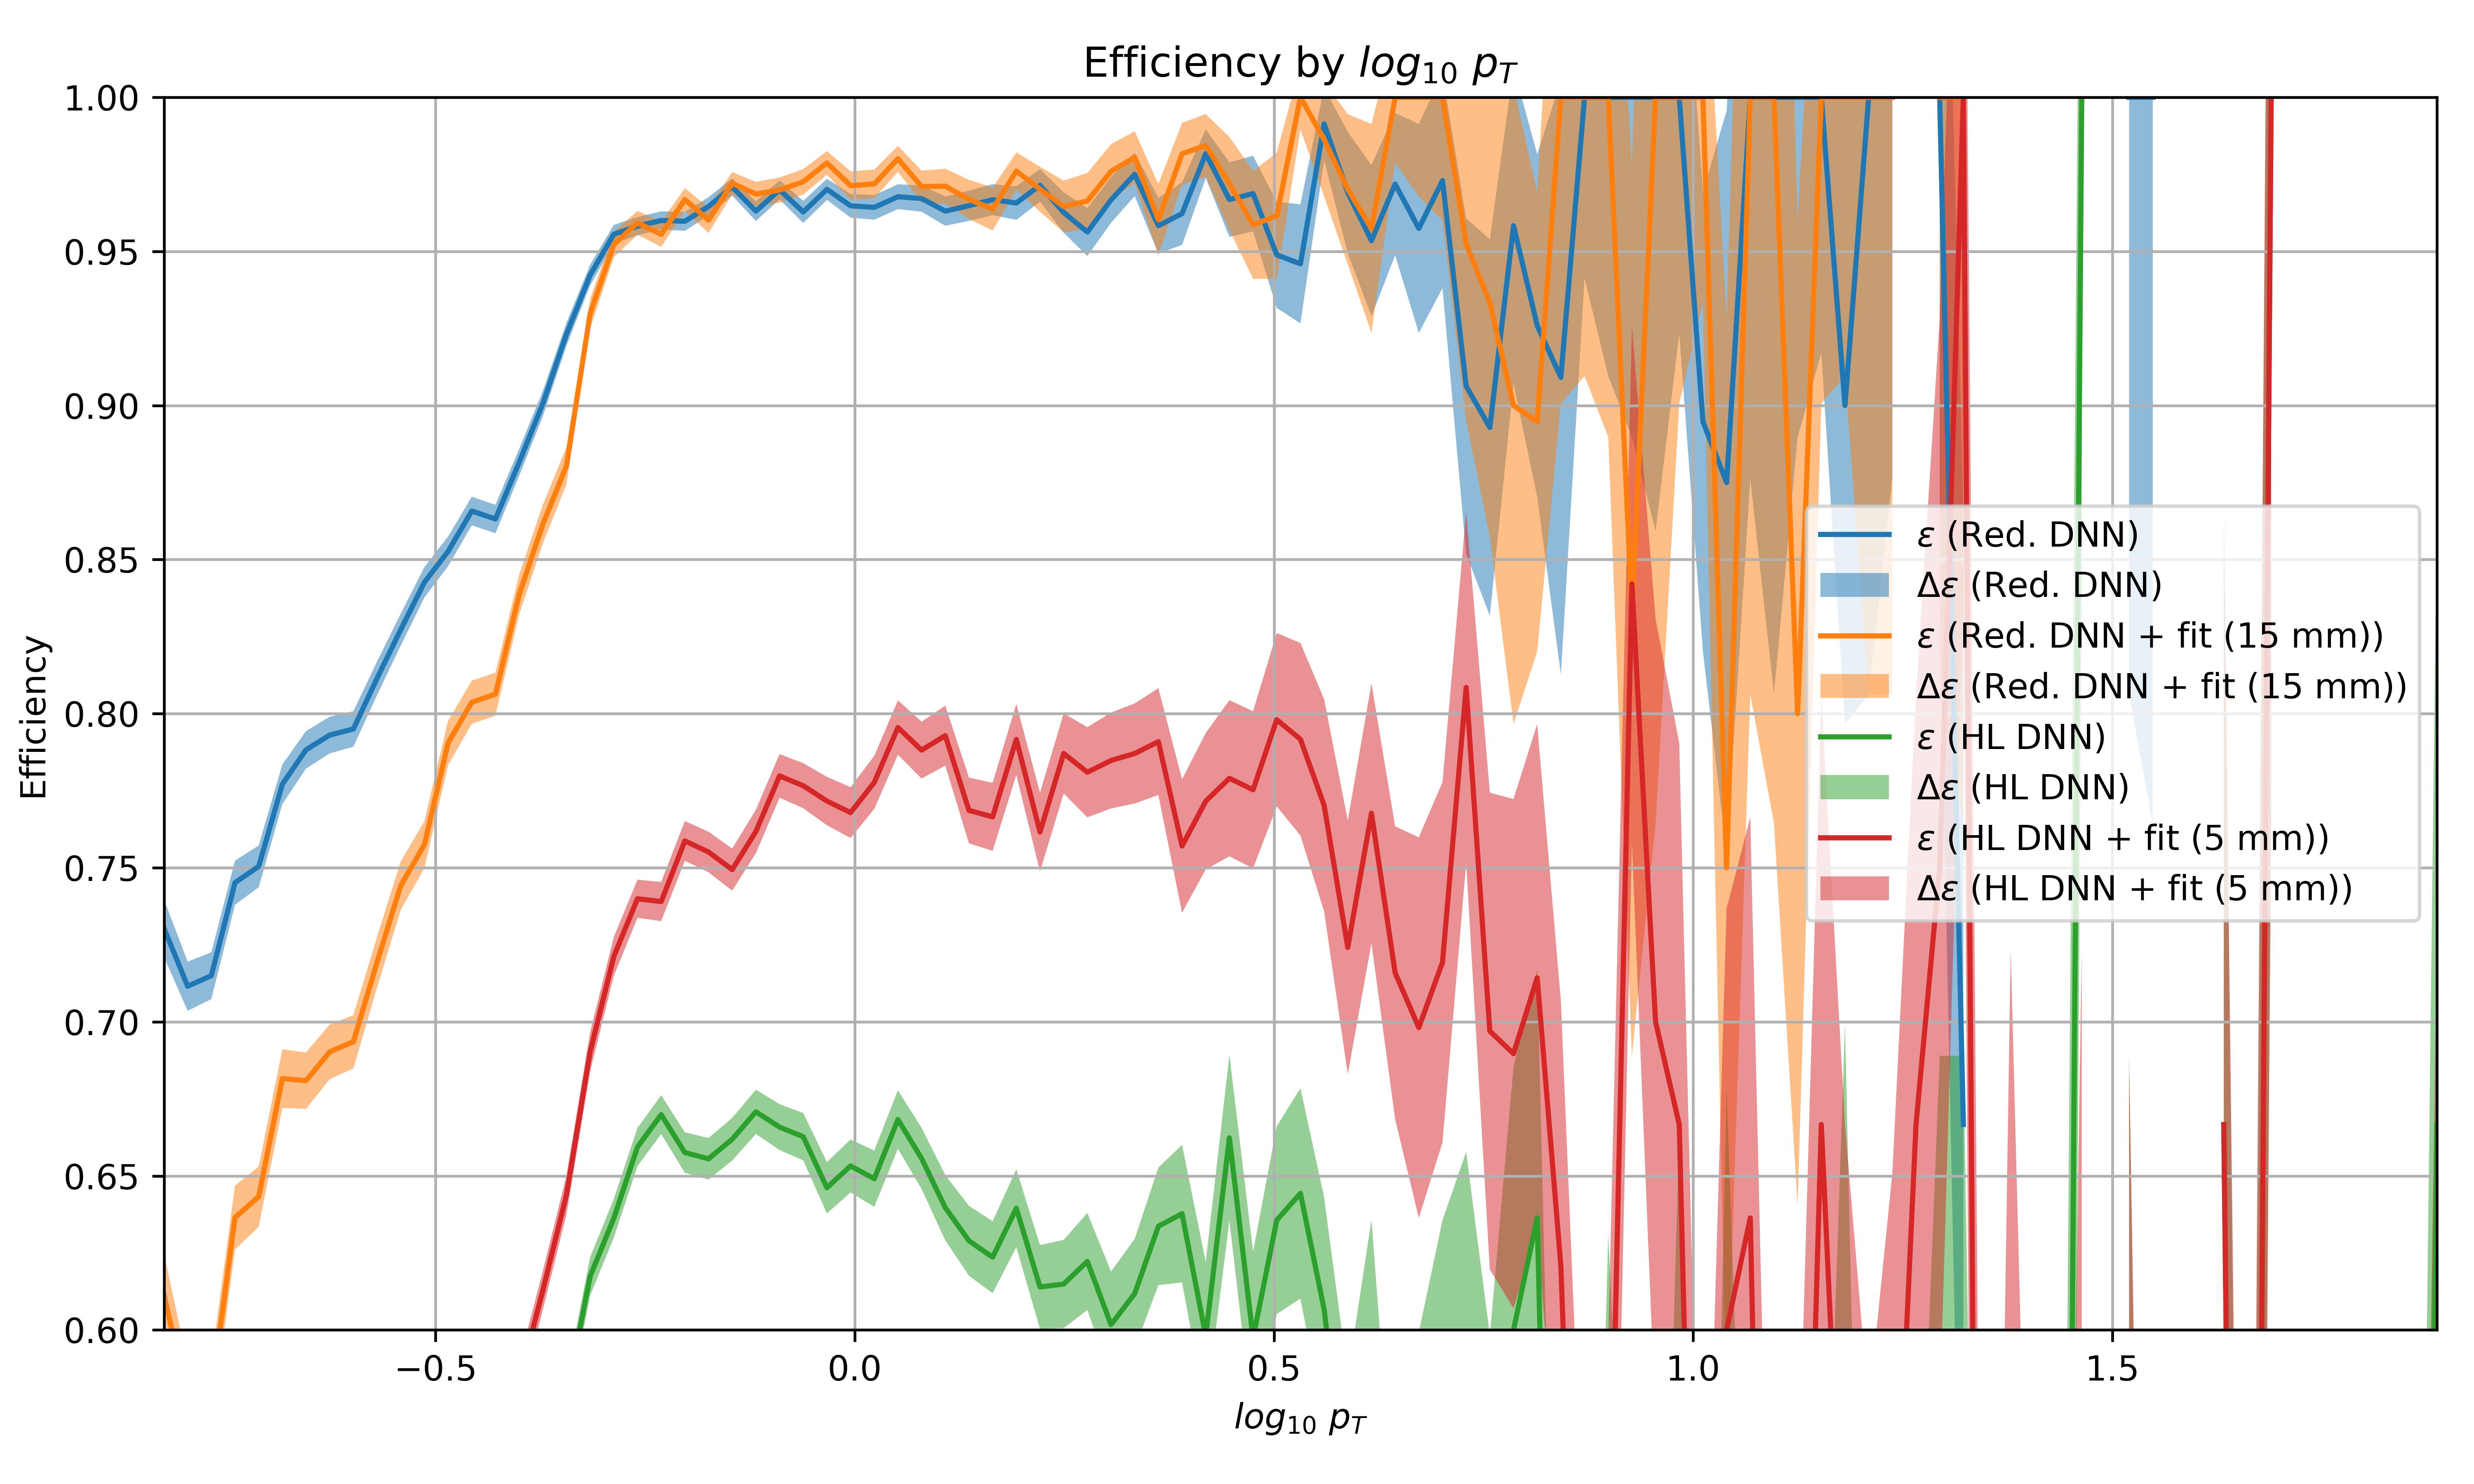 Efficiency by log₁₀ p_T
1.00
0.95
0.90
0.85
0.80
0.75
0.70
0.65
0.60
Efficiency
−0.5
0.0
0.5
1.0
1.5
log₁₀ p_T
ε (Red. DNN)
Δε (Red. DNN)
ε (Red. DNN + fit (15 mm))
Δε (Red. DNN + fit (15 mm))
ε (HL DNN)
Δε (HL DNN)
ε (HL DNN + fit (5 mm))
Δε (HL DNN + fit (5 mm))